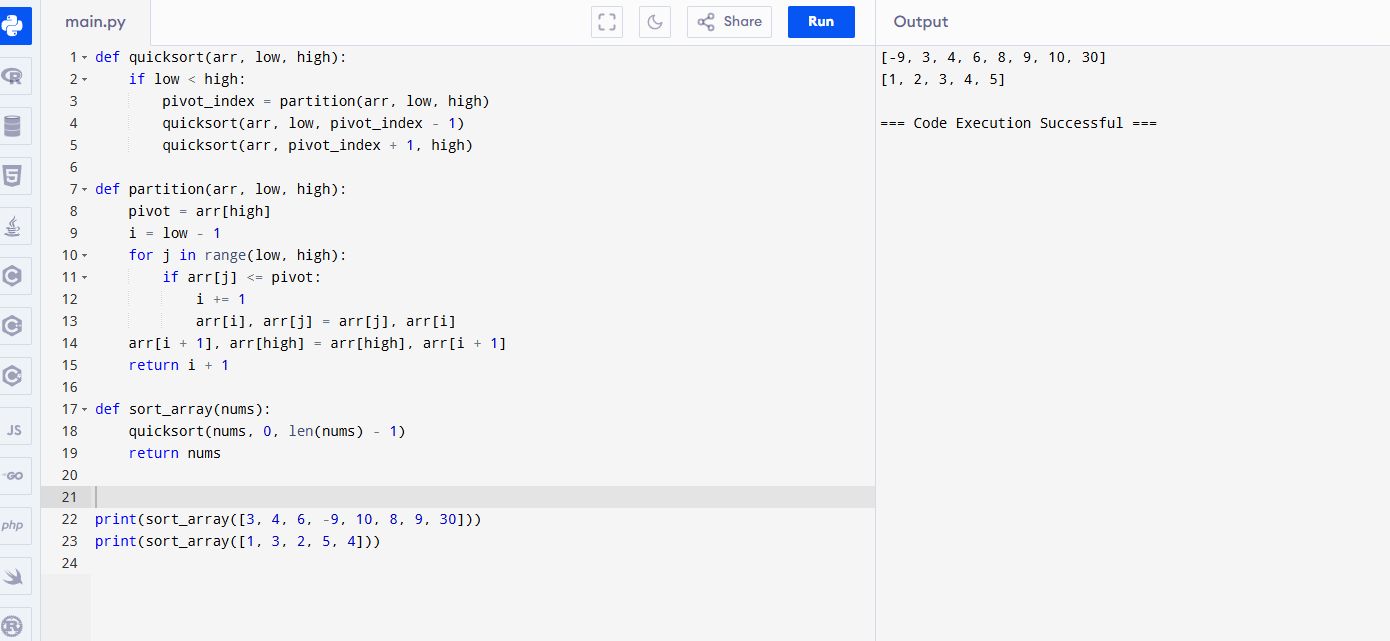 main.py
Share
Run
Output
1 def quicksort(arr, low, high):
2     if low < high:
3         pivot_index = partition(arr, low, high)
4         quicksort(arr, low, pivot_index - 1)
5         quicksort(arr, pivot_index + 1, high)
6
7 def partition(arr, low, high):
8     pivot = arr[high]
9     i = low - 1
10     for j in range(low, high):
11         if arr[j] <= pivot:
12             i += 1
13             arr[i], arr[j] = arr[j], arr[i]
14     arr[i + 1], arr[high] = arr[high], arr[i + 1]
15     return i + 1
16
17 def sort_array(nums):
18     quicksort(nums, 0, len(nums) - 1)
19     return nums
20
21
22 print(sort_array([3, 4, 6, -9, 10, 8, 9, 30]))
23 print(sort_array([1, 3, 2, 5, 4]))
24
[-9, 3, 4, 6, 8, 9, 10, 30]
[1, 2, 3, 4, 5]
=== Code Execution Successful ===
R
5
C
C
C
JS
GO
php
R